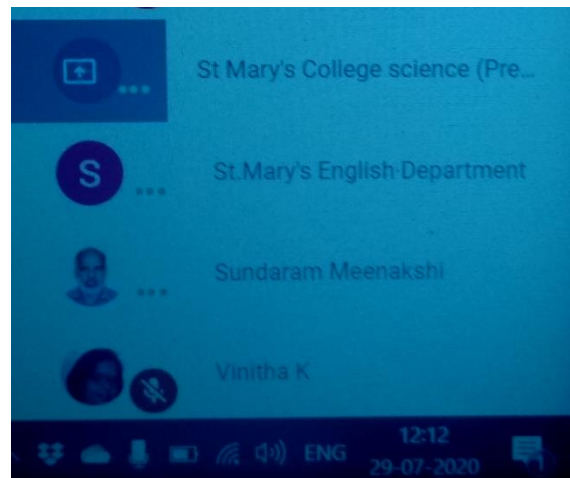 St Mary's College science (Pre...
S
St.Mary's English Department
Sundaram Meenakshi
Vinitha K
ENG
12:12
29-07-2020